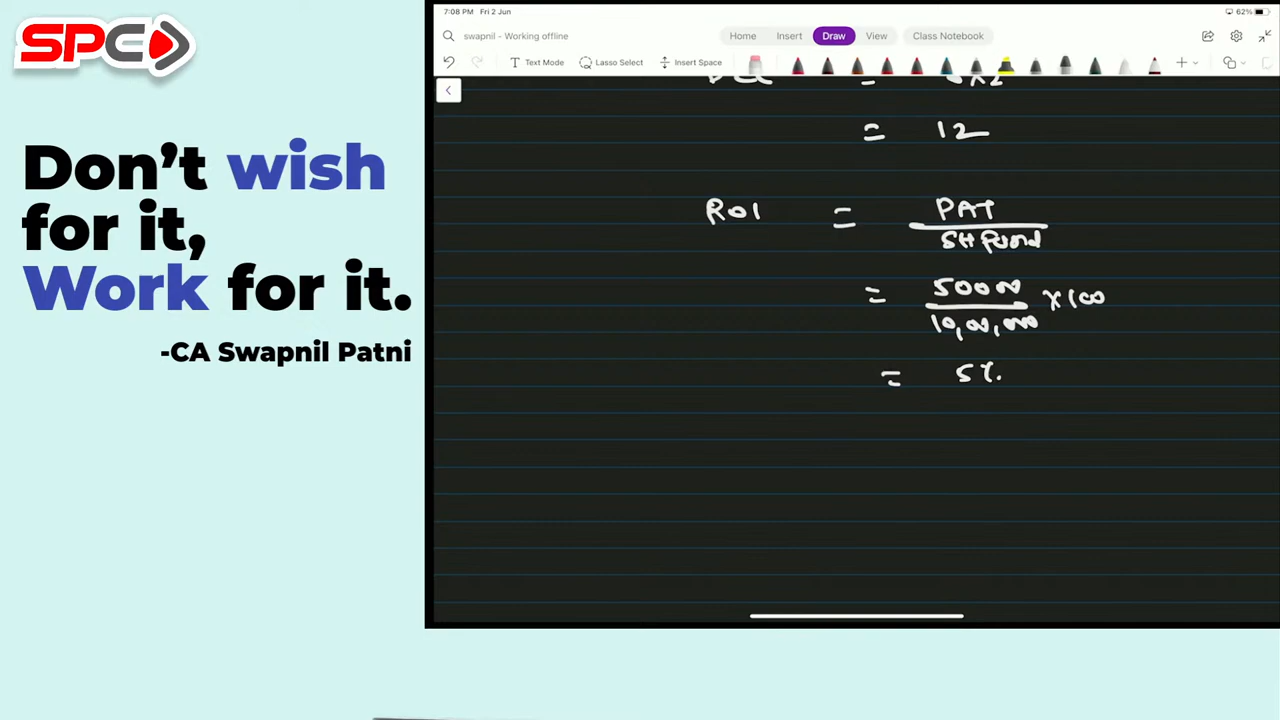 SPC
Don't wish
for it,
Work for it.
-CA Swapnil Patni
7:08 PM Fri 2 Jun
62%
swapnil - Working offline
Home Insert Draw View Class Notebook
Text Mode Lasso Select Insert Space
= 12
ROI = PAT
SH fund
= 50000 x 100
10,00,000
= 5%.